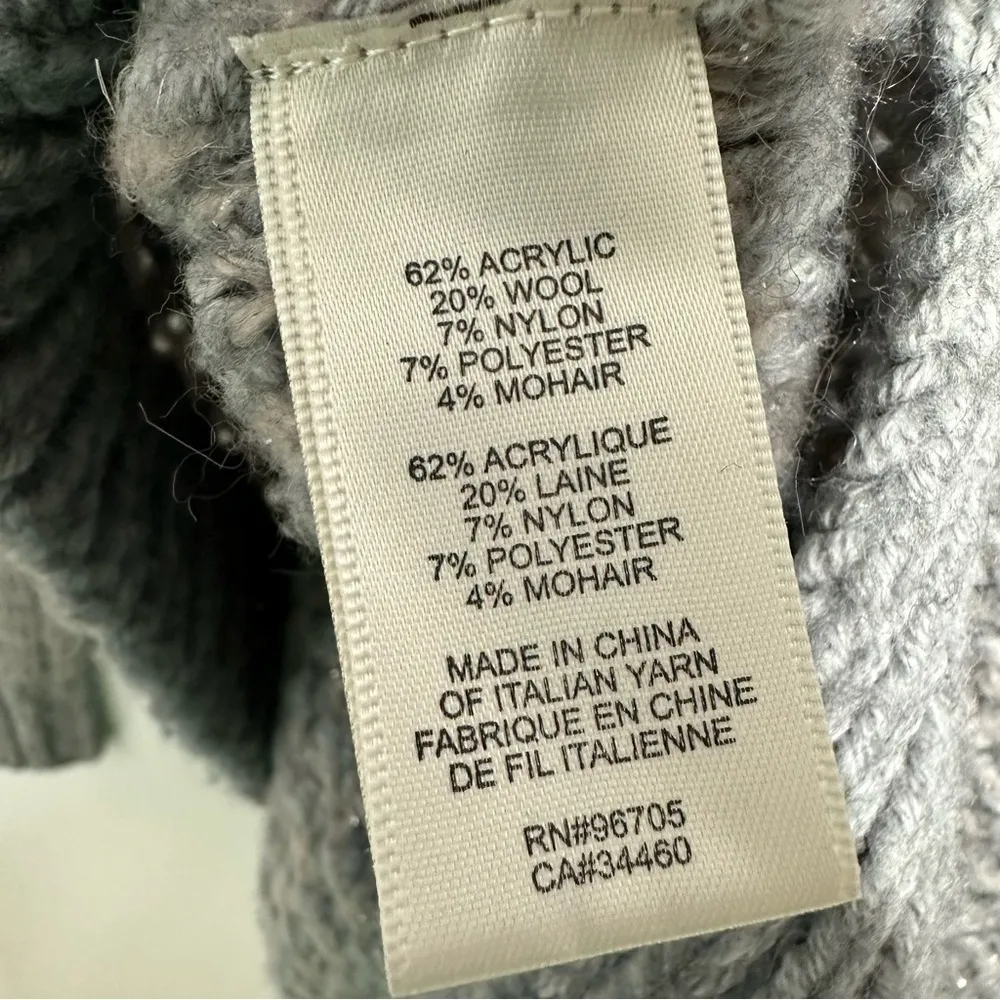 62% ACRYLIC
20% WOOL
7% NYLON
7% POLYESTER
4% MOHAIR
62% ACRYLIQUE
20% LAINE
7% NYLON
7% POLYESTER
4% MOHAIR
MADE IN CHINA
OF ITALIAN YARN
FABRIQUE EN CHINE
DE FIL ITALIENNE
RN#96705
CA#34460